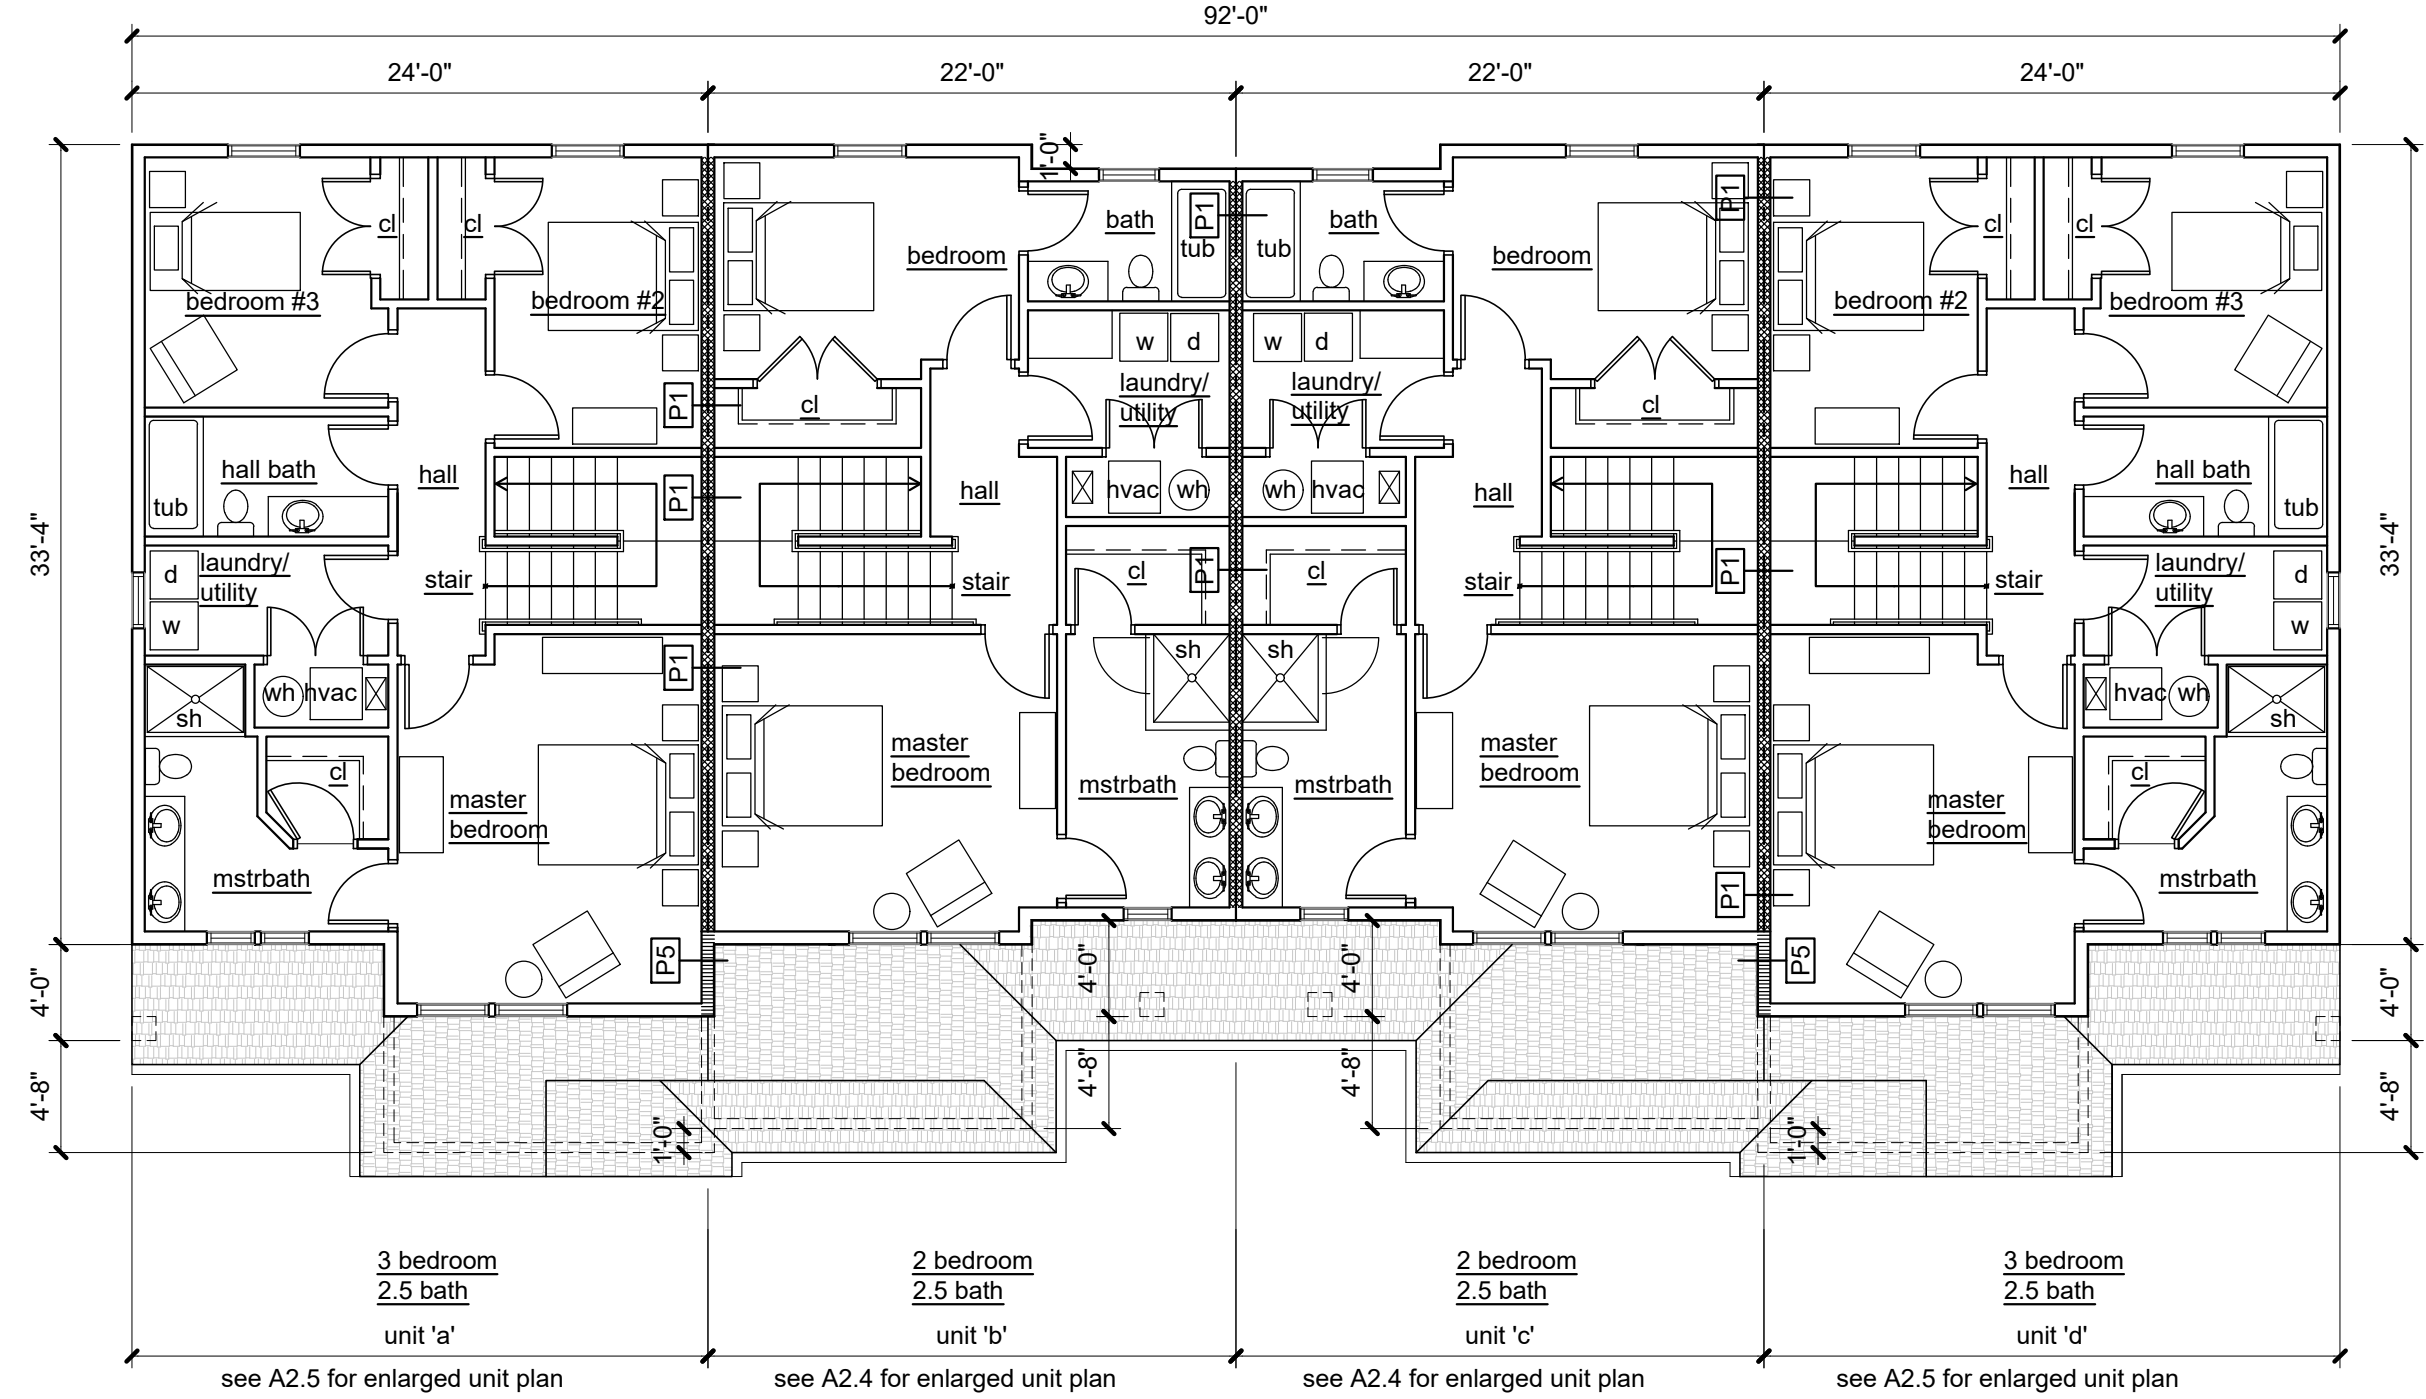 92'-0"
24'-0"
22'-0"
22'-0"
24'-0"
1'-0"
P1
P1
cl
cl
bath
bath
cl
cl
tub
tub
bedroom
bedroom
bedroom #3
bedroom #2
bedroom #2
bedroom #3
w
d
w
d
laundry/
utility
laundry/
utility
P1
cl
cl
hall bath
hall
hall
hall
hall
hall bath
P1
hvac
wh
wh
hvac
tub
tub
33'-4"
33'-4"
d
laundry/
utility
w
stair
stair
cl
P1
cl
stair
P1
stair
laundry/
utility
d
w
sh
sh
P1
wh
hvac
hvac
wh
sh
sh
cl
cl
master
bedroom
master
bedroom
mstrbath
mstrbath
master
bedroom
master
bedroom
mstrbath
P1
mstrbath
P5
P5
4'-0"
4'-0"
4'-0"
4'-0"
4'-8"
4'-8"
4'-8"
4'-8"
1'-0"
1'-0"
3 bedroom
2.5 bath
2 bedroom
2.5 bath
2 bedroom
2.5 bath
3 bedroom
2.5 bath
unit 'a'
unit 'b'
unit 'c'
unit 'd'
see A2.5 for enlarged unit plan
see A2.4 for enlarged unit plan
see A2.4 for enlarged unit plan
see A2.5 for enlarged unit plan